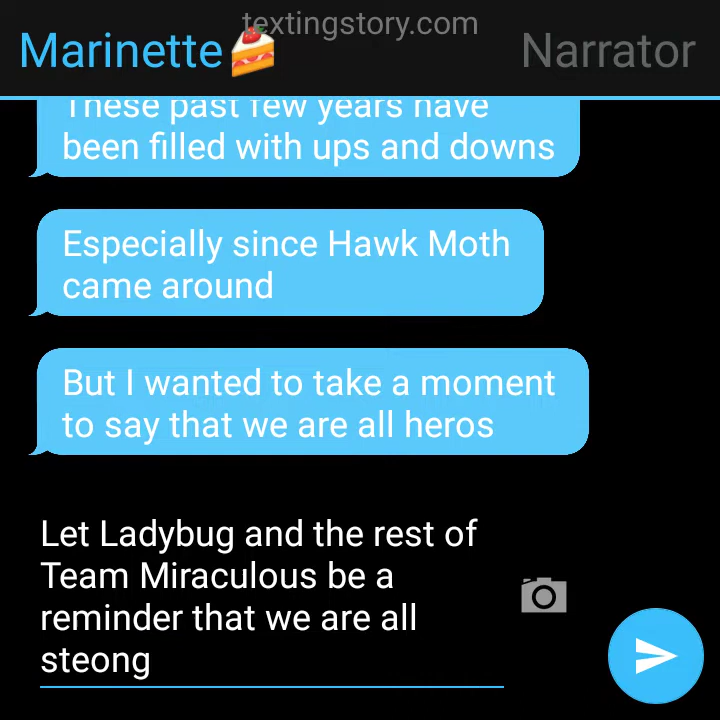 textingstory.com
Marinette🍰 Narrator
These past few years have
been filled with ups and downs
Especially since Hawk Moth
came around
But I wanted to take a moment
to say that we are all heros
Let Ladybug and the rest of
Team Miraculous be a
reminder that we are all
steong